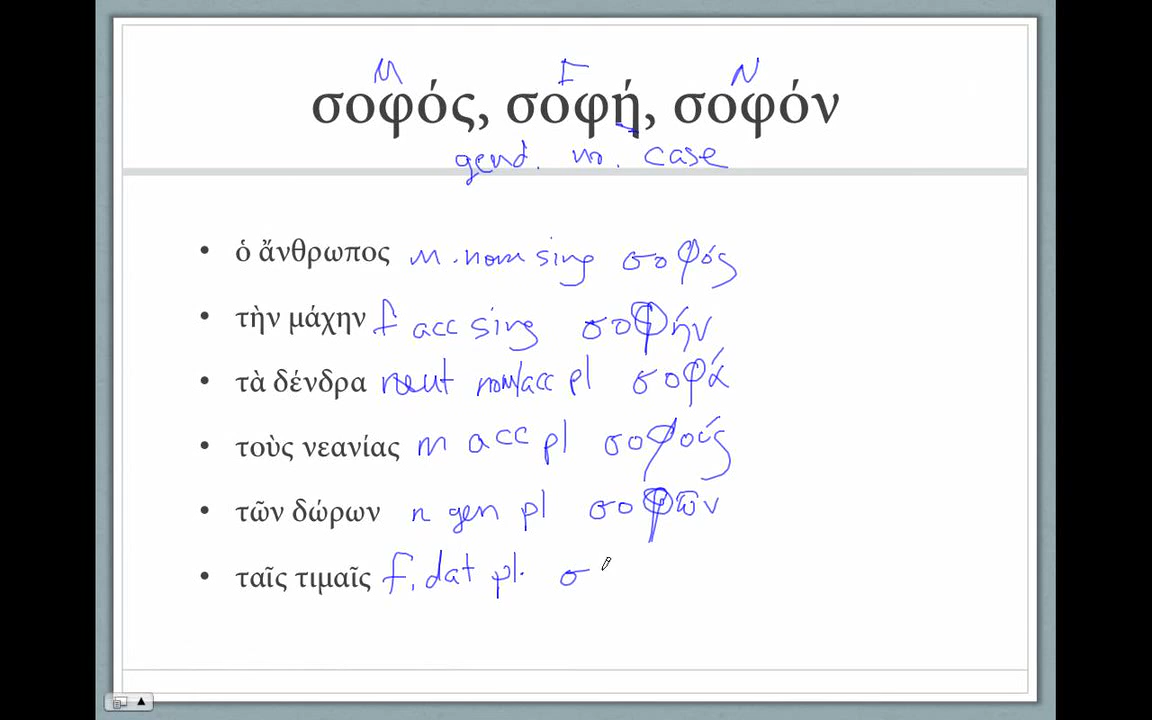 M F N
σοφός, σοφή, σοφόν
gend. no. case
• ὁ ἄνθρωπος m. nom sing σοφός
• τὴν μάχην f acc sing σοφήν
• τὰ δένδρα neut nom/acc pl σοφά
• τοὺς νεανίας m acc pl σοφούς
• τῶν δώρων n gen pl σοφῶν
• ταῖς τιμαῖς f. dat pl. σ